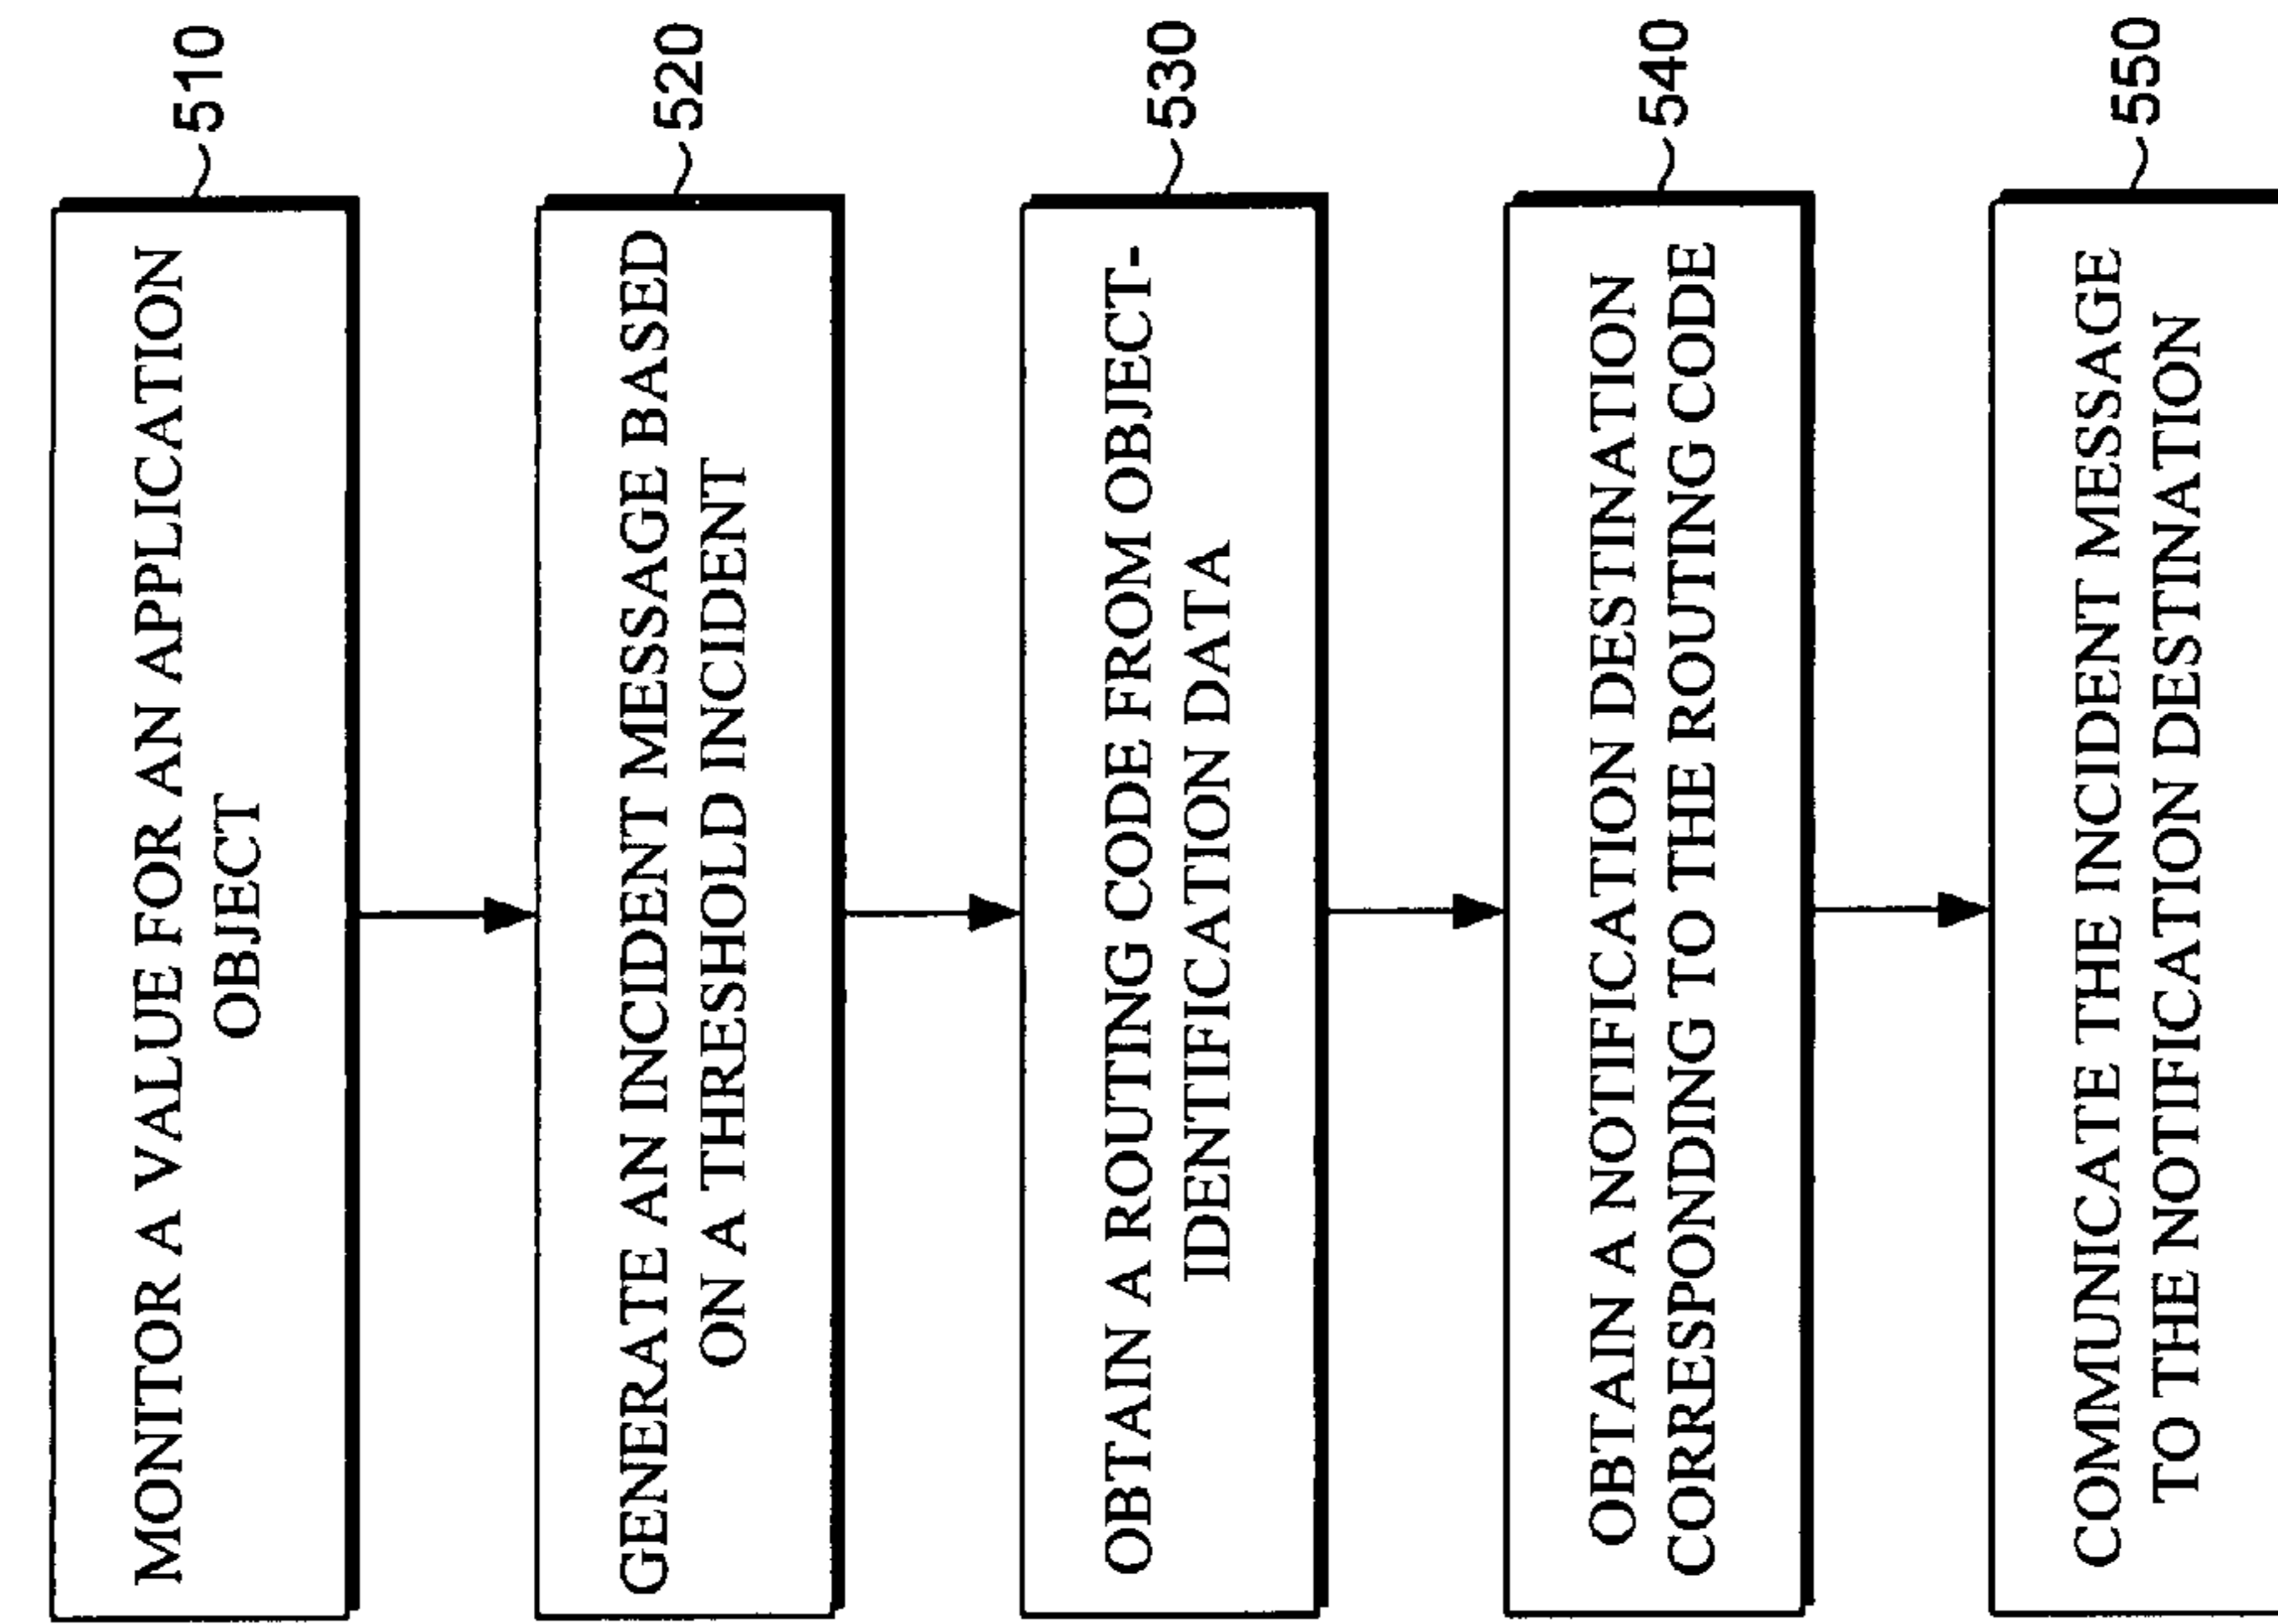 MONITOR A VALUE FOR AN APPLICATION
OBJECT
510
GENERATE AN INCIDENT MESSAGE BASED
ON A THRESHOLD INCIDENT
520
OBTAIN A ROUTING CODE FROM OBJECT-
IDENTIFICATION DATA
530
OBTAIN A NOTIFICATION DESTINATION
CORRESPONDING TO THE ROUTING CODE
540
COMMUNICATE THE INCIDENT MESSAGE
TO THE NOTIFICATION DESTINATION
550